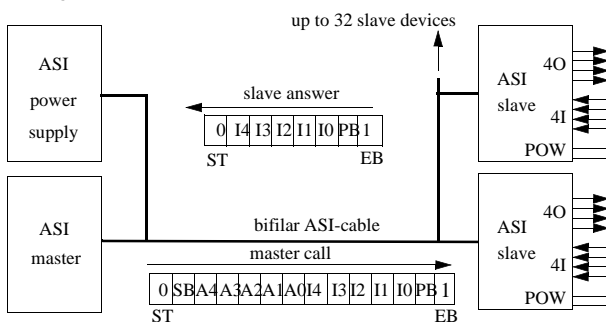 up to 32 slave devices
ASI
power
supply
slave answer
0 I4 I3 I2 I1 I0 PB 1
ST EB
ASI
slave
4O
4I
POW
ASI
master
bifilar ASI-cable
master call
0 SB A4 A3 A2 A1 A0 I4 I3 I2 I1 I0 PB 1
ST EB
ASI
slave
4O
4I
POW